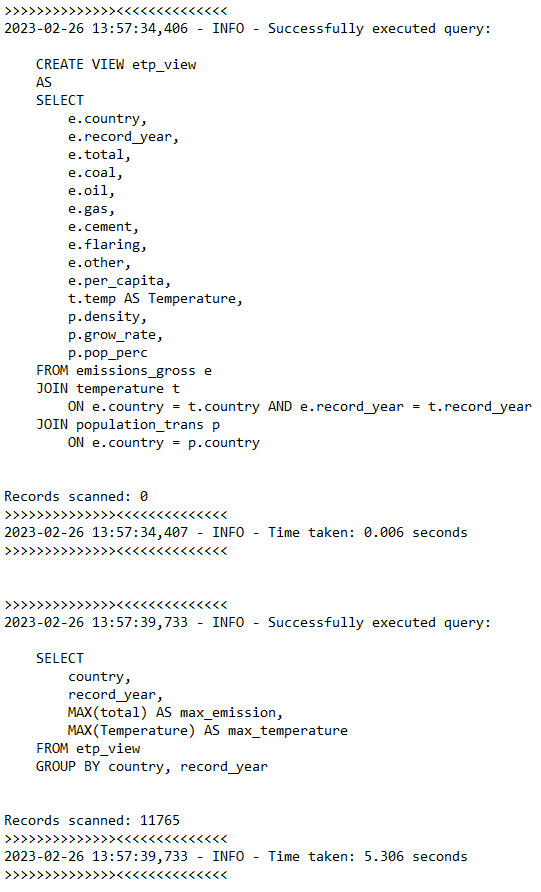 >>>>>>>>>>>>>><<<<<<<<<<<<<<
2023-02-26 13:57:34,406 - INFO - Successfully executed query:
CREATE VIEW etp_view
AS
SELECT
e.country,
e.record_year,
e.total,
e.coal,
e.oil,
e.gas,
e.cement,
e.flaring,
e.other,
e.per_capita,
t.temp AS Temperature,
p.density,
p.grow_rate,
p.pop_perc
FROM emissions_gross e
JOIN temperature t
ON e.country = t.country AND e.record_year = t.record_year
JOIN population_trans p
ON e.country = p.country
Records scanned: 0
>>>>>>>>>>>>>><<<<<<<<<<<<<<
2023-02-26 13:57:34,407 - INFO - Time taken: 0.006 seconds
>>>>>>>>>>>>>><<<<<<<<<<<<<<
>>>>>>>>>>>>>><<<<<<<<<<<<<<
2023-02-26 13:57:39,733 - INFO - Successfully executed query:
SELECT
country,
record_year,
MAX(total) AS max_emission,
MAX(Temperature) AS max_temperature
FROM etp_view
GROUP BY country, record_year
Records scanned: 11765
>>>>>>>>>>>>>><<<<<<<<<<<<<<
2023-02-26 13:57:39,733 - INFO - Time taken: 5.306 seconds
>>>>>>>>>>>>>><<<<<<<<<<<<<<